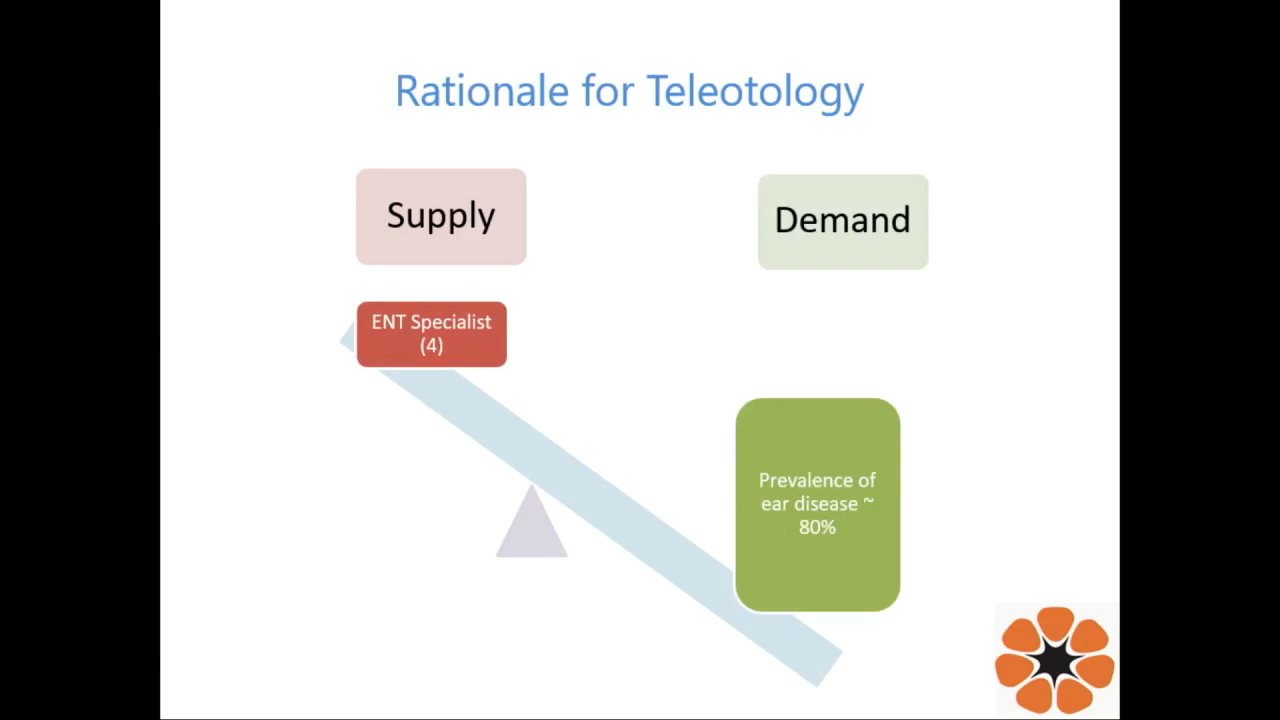 Rationale for Teleotology
Supply
Demand
ENT Specialist
(4)
Prevalence of
ear disease ~
80%